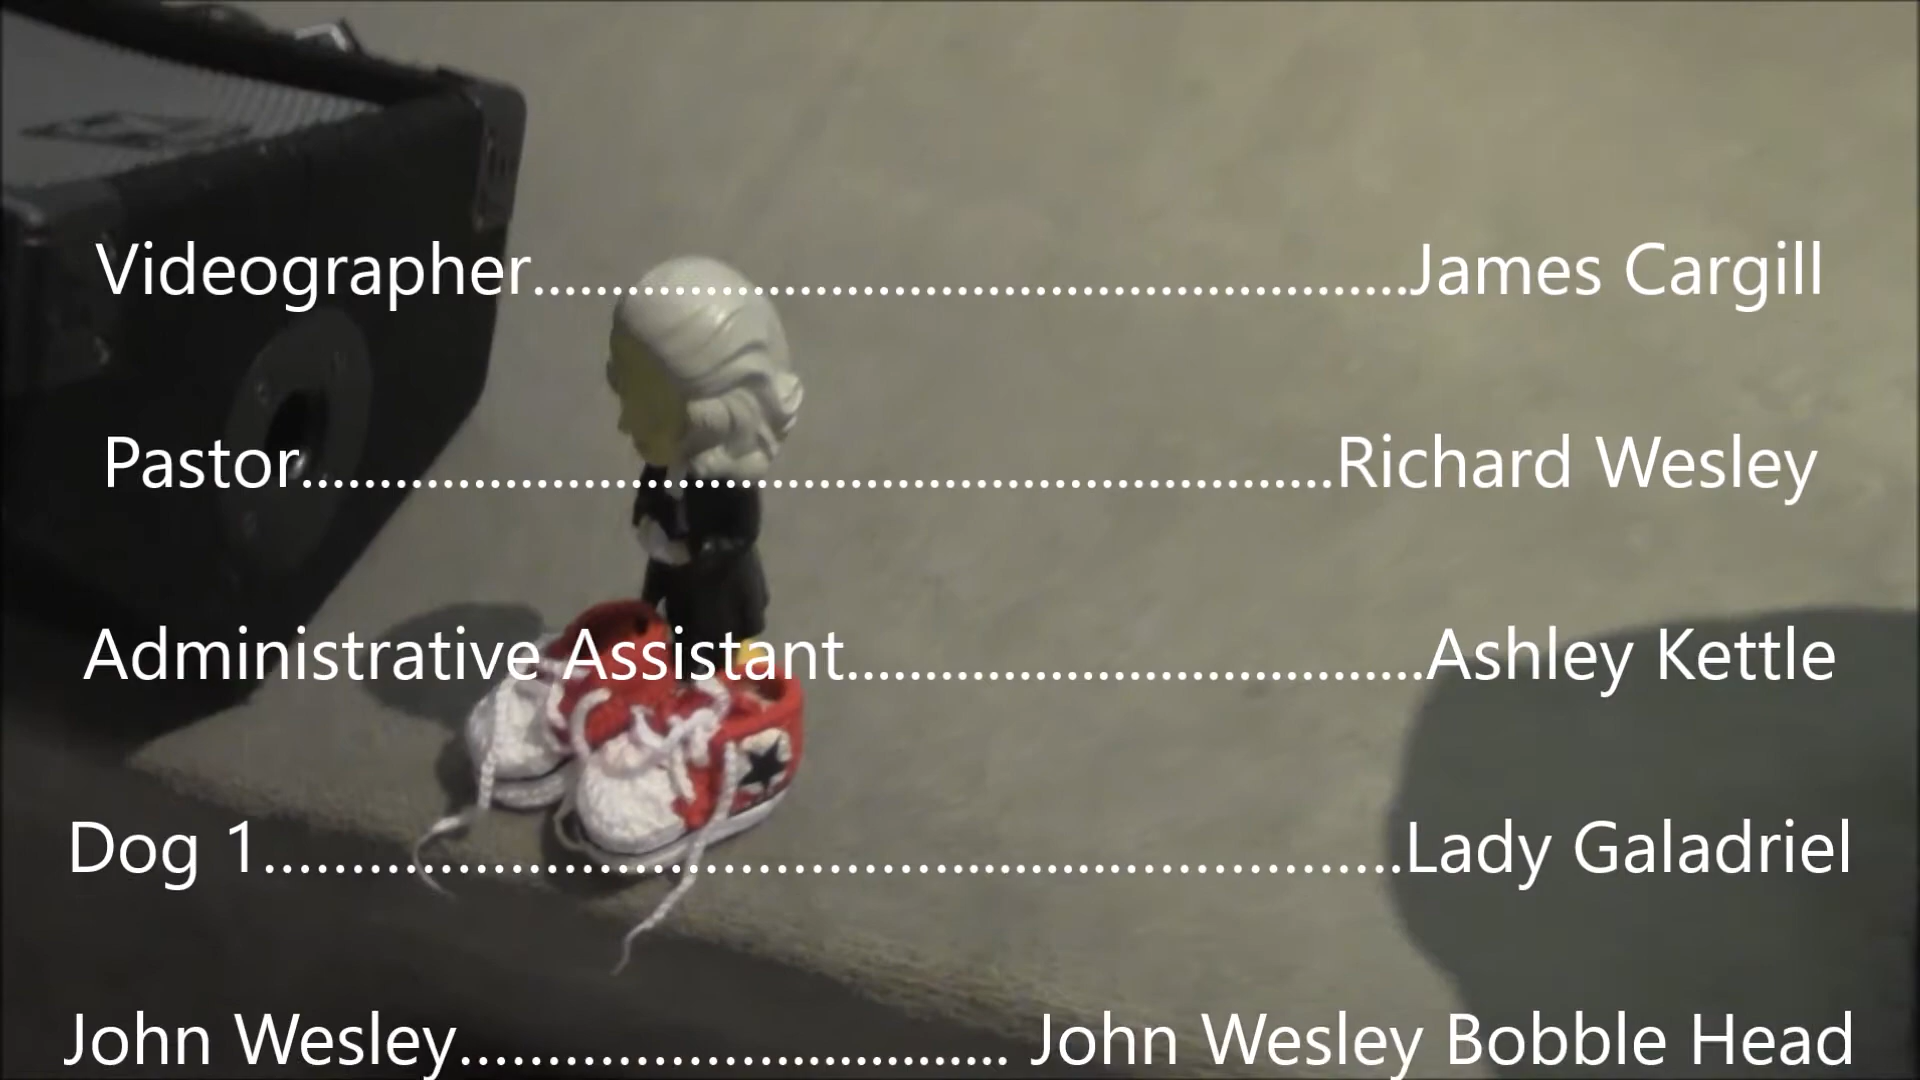 Videographer........................................................James Cargill
Pastor..................................................................Richard Wesley
Administrative Assistant.....................................Ashley Kettle
Dog 1.........................................................................Lady Galadriel
John Wesley................................... John Wesley Bobble Head